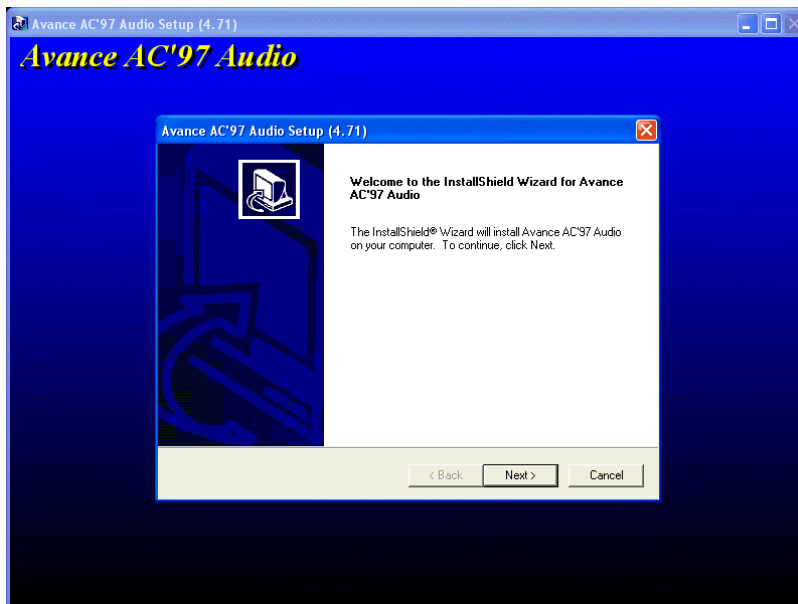 Avance AC'97 Audio Setup (4.71)
Avance AC'97 Audio
Avance AC'97 Audio Setup (4.71)
Welcome to the InstallShield Wizard for Avance
AC'97 Audio
The InstallShield® Wizard will install Avance AC'97 Audio
on your computer. To continue, click Next.
< Back Next > Cancel